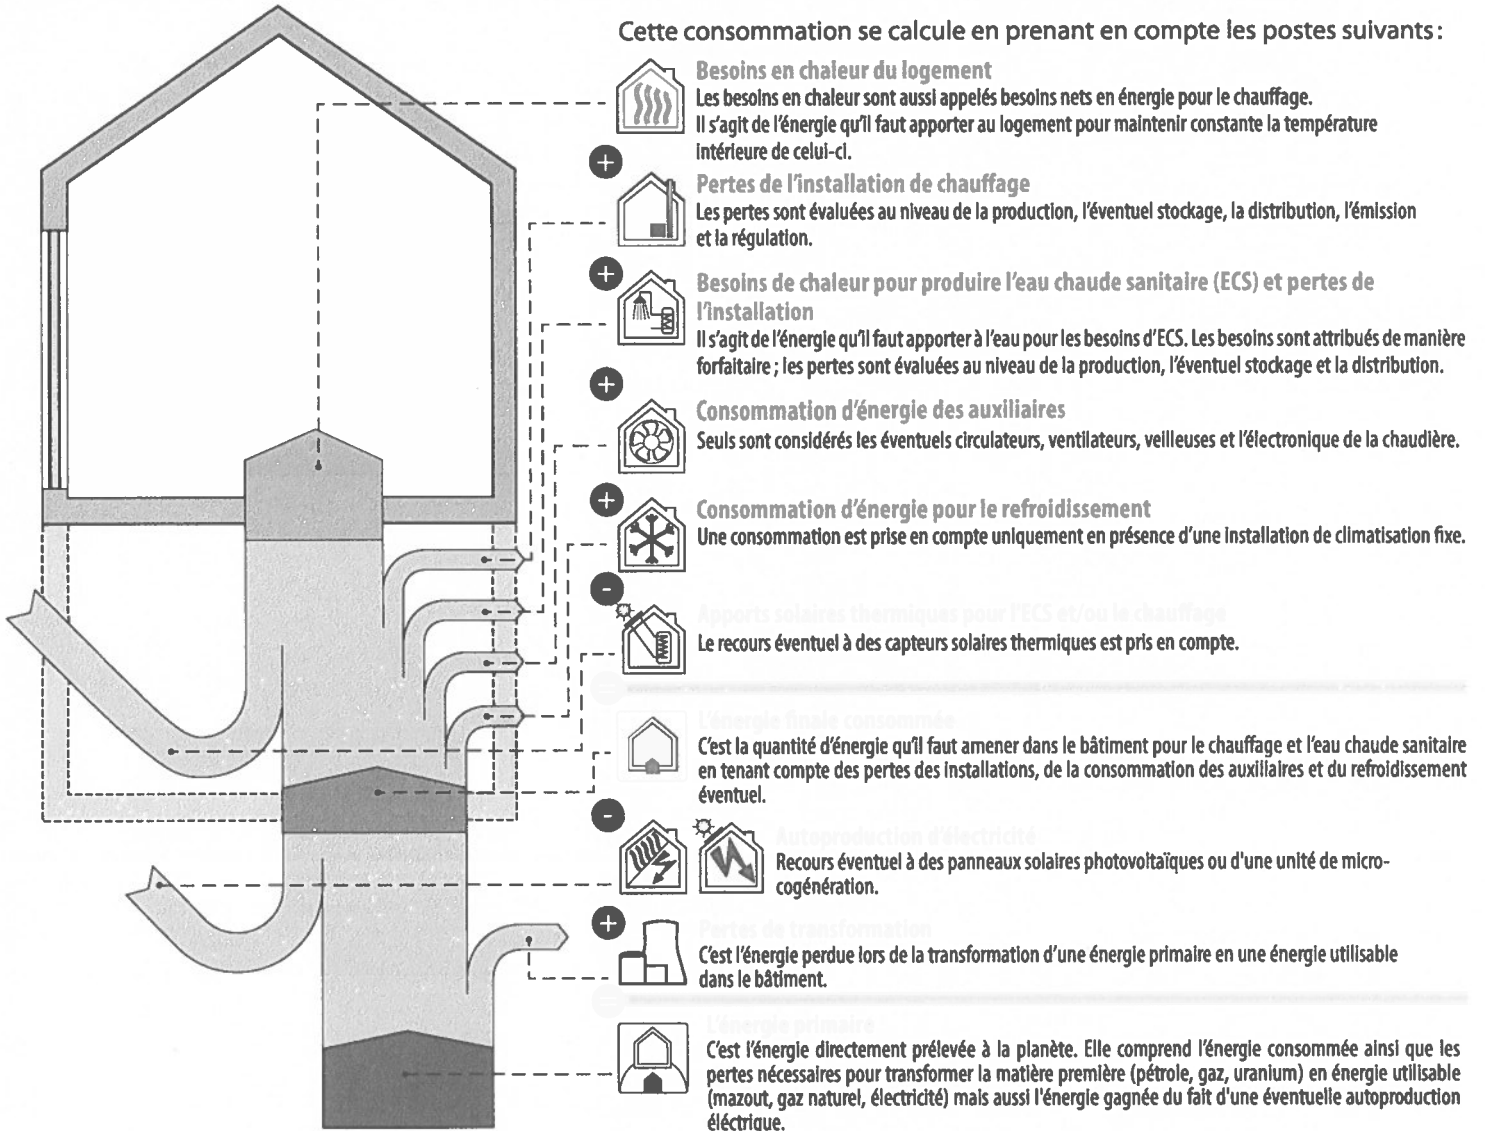 Cette consommation se calcule en prenant en compte les postes suivants :
Besoins en chaleur du logement
Les besoins en chaleur sont aussi appelés besoins nets en énergie pour le chauffage.
Il s'agit de l'énergie qu'il faut apporter au logement pour maintenir constante la température
intérieure de celui-ci.
+
Pertes de l'installation de chauffage
Les pertes sont évaluées au niveau de la production, l'éventuel stockage, la distribution, l'émission
et la régulation.
+
Besoins de chaleur pour produire l'eau chaude sanitaire (ECS) et pertes de
l'installation
Il s'agit de l'énergie qu'il faut apporter à l'eau pour les besoins d'ECS. Les besoins sont attribués de manière
forfaitaire ; les pertes sont évaluées au niveau de la production, l'éventuel stockage et la distribution.
+
Consommation d'énergie des auxiliaires
Seuls sont considérés les éventuels circulateurs, ventilateurs, veilleuses et l'électronique de la chaudière.
+
Consommation d'énergie pour le refroidissement
Une consommation est prise en compte uniquement en présence d'une installation de climatisation fixe.
-
Apports solaires thermiques pour l'ECS et/ou le chauffage
Le recours éventuel à des capteurs solaires thermiques est pris en compte.
=
L'énergie finale consommée
C'est la quantité d'énergie qu'il faut amener dans le bâtiment pour le chauffage et l'eau chaude sanitaire
en tenant compte des pertes des installations, de la consommation des auxiliaires et du refroidissement
éventuel.
-
Autoproduction d'électricité
Recours éventuel à des panneaux solaires photovoltaïques ou d'une unité de micro-
cogénération.
+
Pertes de transformation
C'est l'énergie perdue lors de la transformation d'une énergie primaire en une énergie utilisable
dans le bâtiment.
=
L'énergie primaire
C'est l'énergie directement prélevée à la planète. Elle comprend l'énergie consommée ainsi que les
pertes nécessaires pour transformer la matière première (pétrole, gaz, uranium) en énergie utilisable
(mazout, gaz naturel, électricité) mais aussi l'énergie gagnée du fait d'une éventuelle autoproduction
éléctrique.